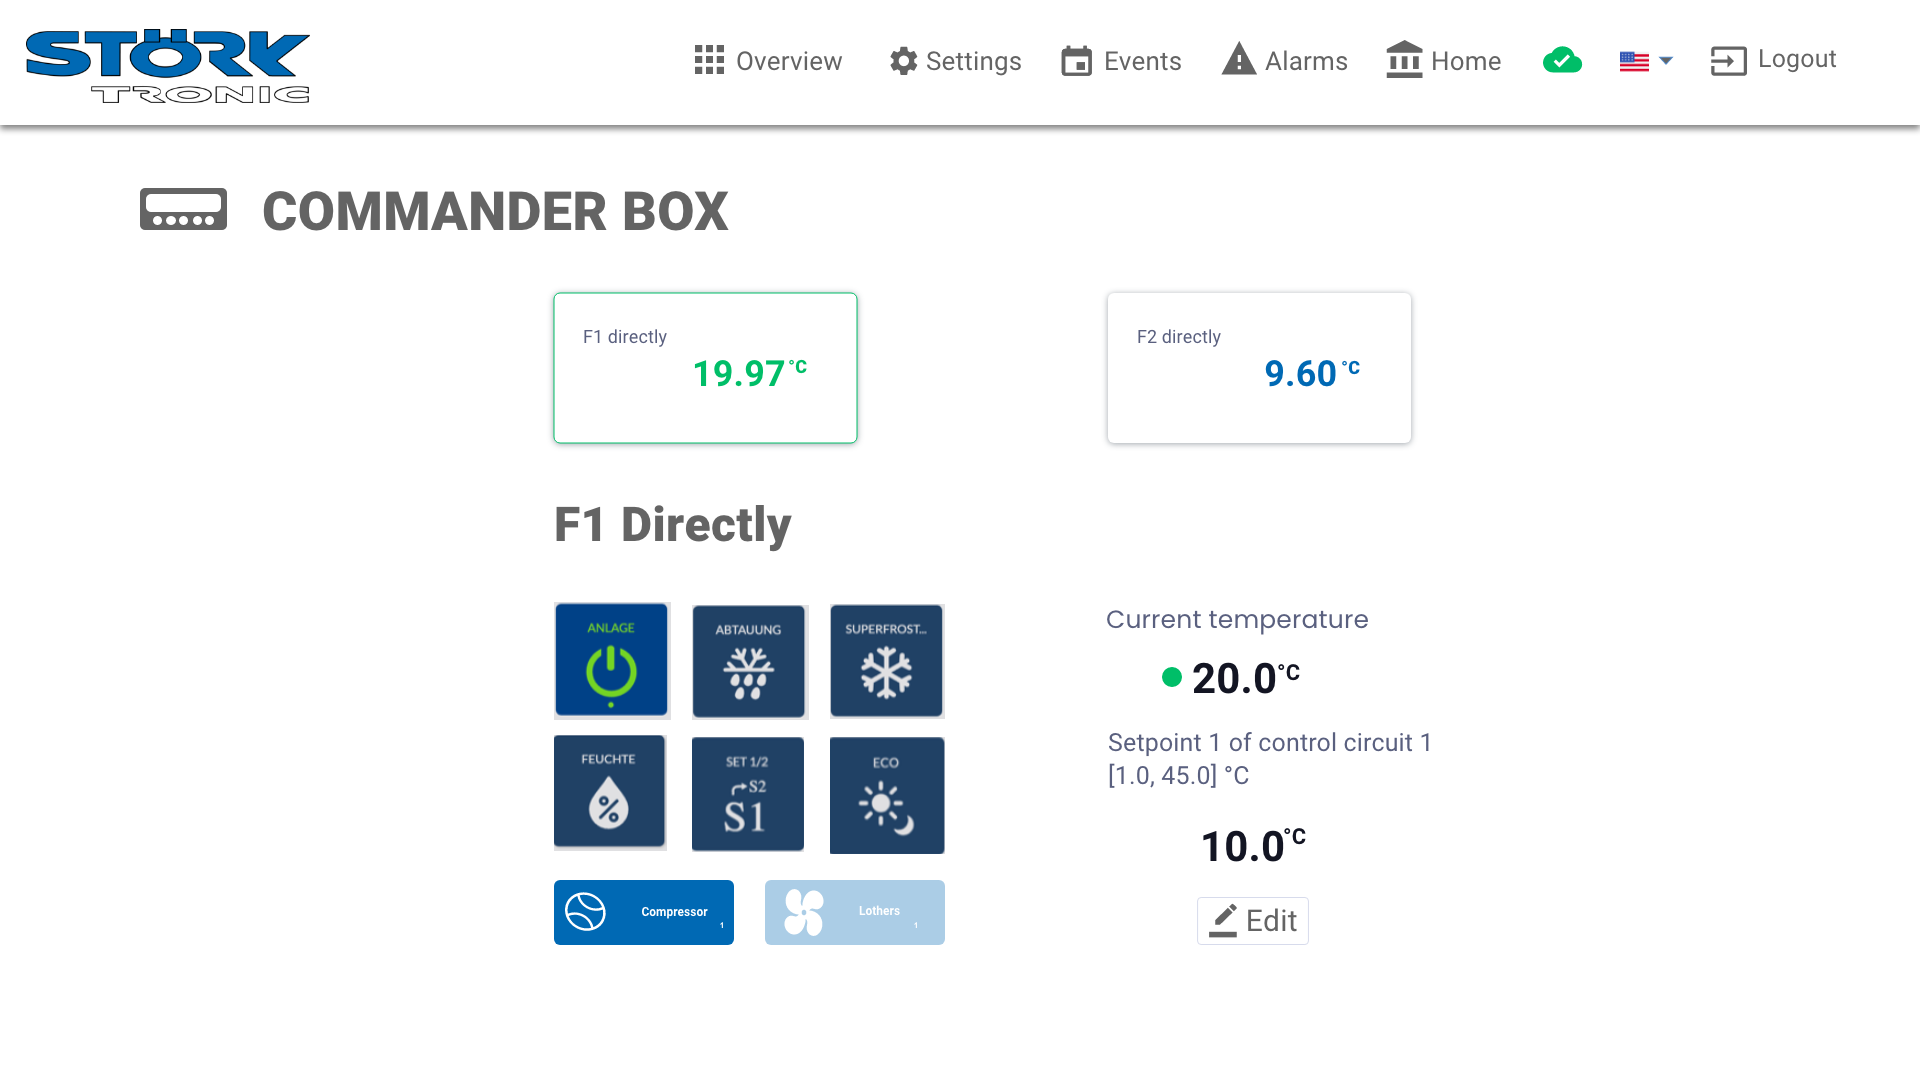 STÖRK
TRONIC
Overview
Settings
Events
Alarms
Home
Logout
COMMANDER BOX
F1 directly
19.97 °C
F2 directly
9.60 °C
F1 Directly
ANLAGE
ABTAUUNG
SUPERFROST...
FEUCHTE
%
SET 1/2
S2
S1
ECO
Compressor
1
Lothers
1
Current temperature
20.0 °C
Setpoint 1 of control circuit 1
[1.0, 45.0] °C
10.0 °C
Edit